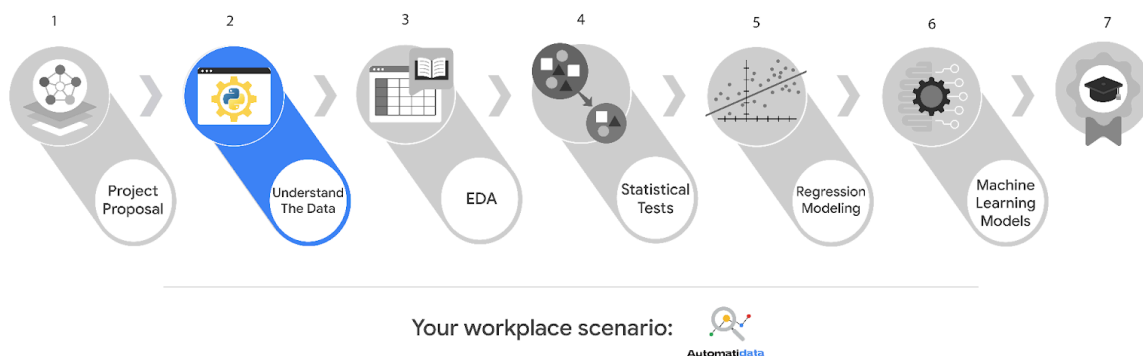 1
2
3
4
5
6
7
Project
Proposal
Understand
The Data
EDA
Statistical
Tests
Regression
Modeling
Machine
Learning
Models
Your workplace scenario:
Automatidata